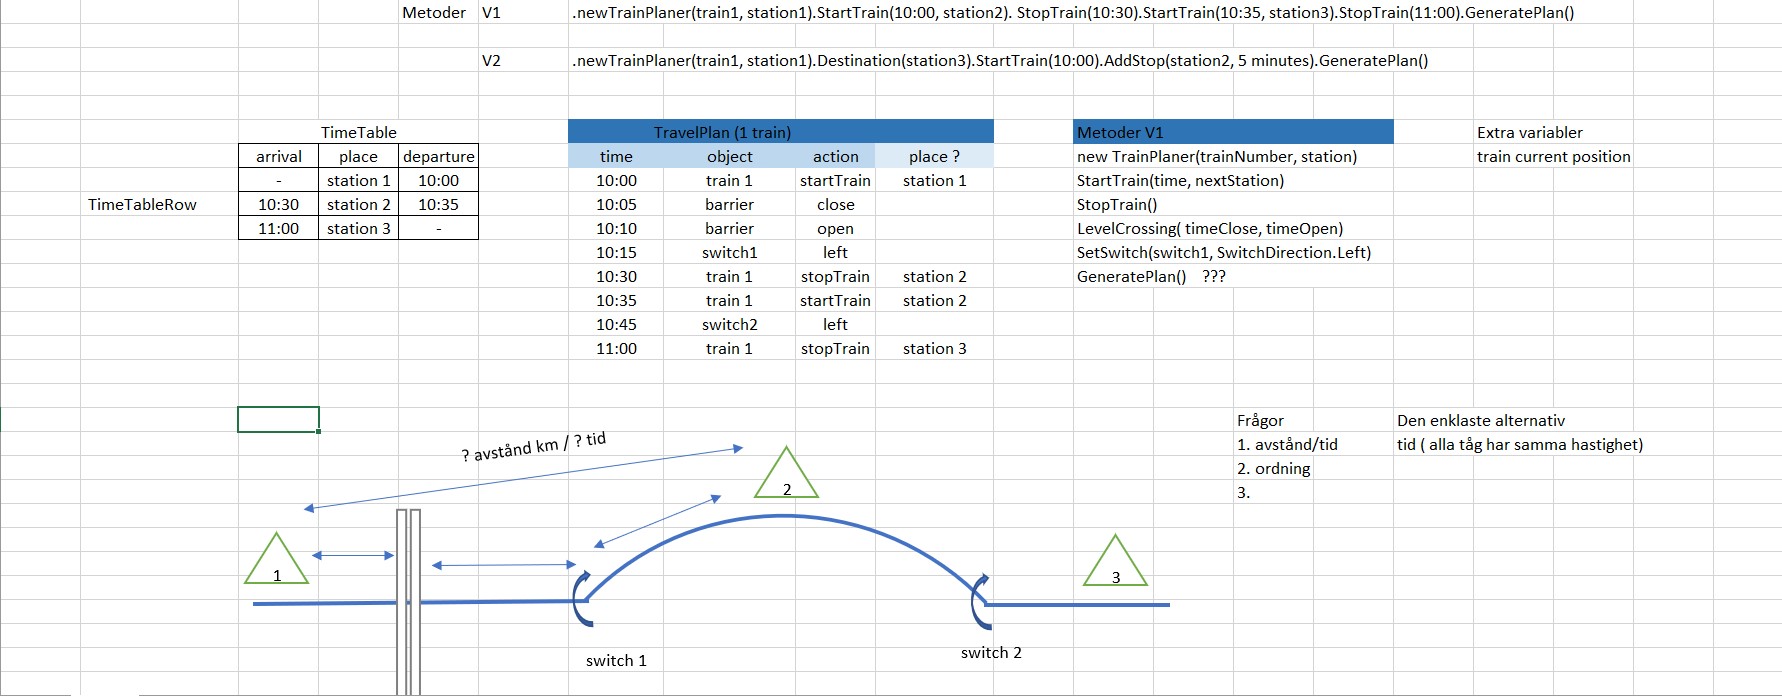 Metoder V1 .newTrainPlaner(train1, station1).StartTrain(10:00, station2). StopTrain(10:30).StartTrain(10:35, station3).StopTrain(11:00).GeneratePlan()
V2 .newTrainPlaner(train1, station1).Destination(station3).StartTrain(10:00).AddStop(station2, 5 minutes).GeneratePlan()
TimeTable
arrival place departure
- station 1 10:00
TimeTableRow 10:30 station 2 10:35
11:00 station 3 -
TravelPlan (1 train)
time object action place ?
10:00 train 1 startTrain station 1
10:05 barrier close
10:10 barrier open
10:15 switch1 left
10:30 train 1 stopTrain station 2
10:35 train 1 startTrain station 2
10:45 switch2 left
11:00 train 1 stopTrain station 3
Metoder V1
new TrainPlaner(trainNumber, station)
StartTrain(time, nextStation)
StopTrain()
LevelCrossing( timeClose, timeOpen)
SetSwitch(switch1, SwitchDirection.Left)
GeneratePlan() ???
Extra variabler
train current position
Frågor Den enklaste alternativ
1. avstånd/tid tid ( alla tåg har samma hastighet)
2. ordning
3.
? avstånd km / ? tid
1
2
3
switch 1
switch 2